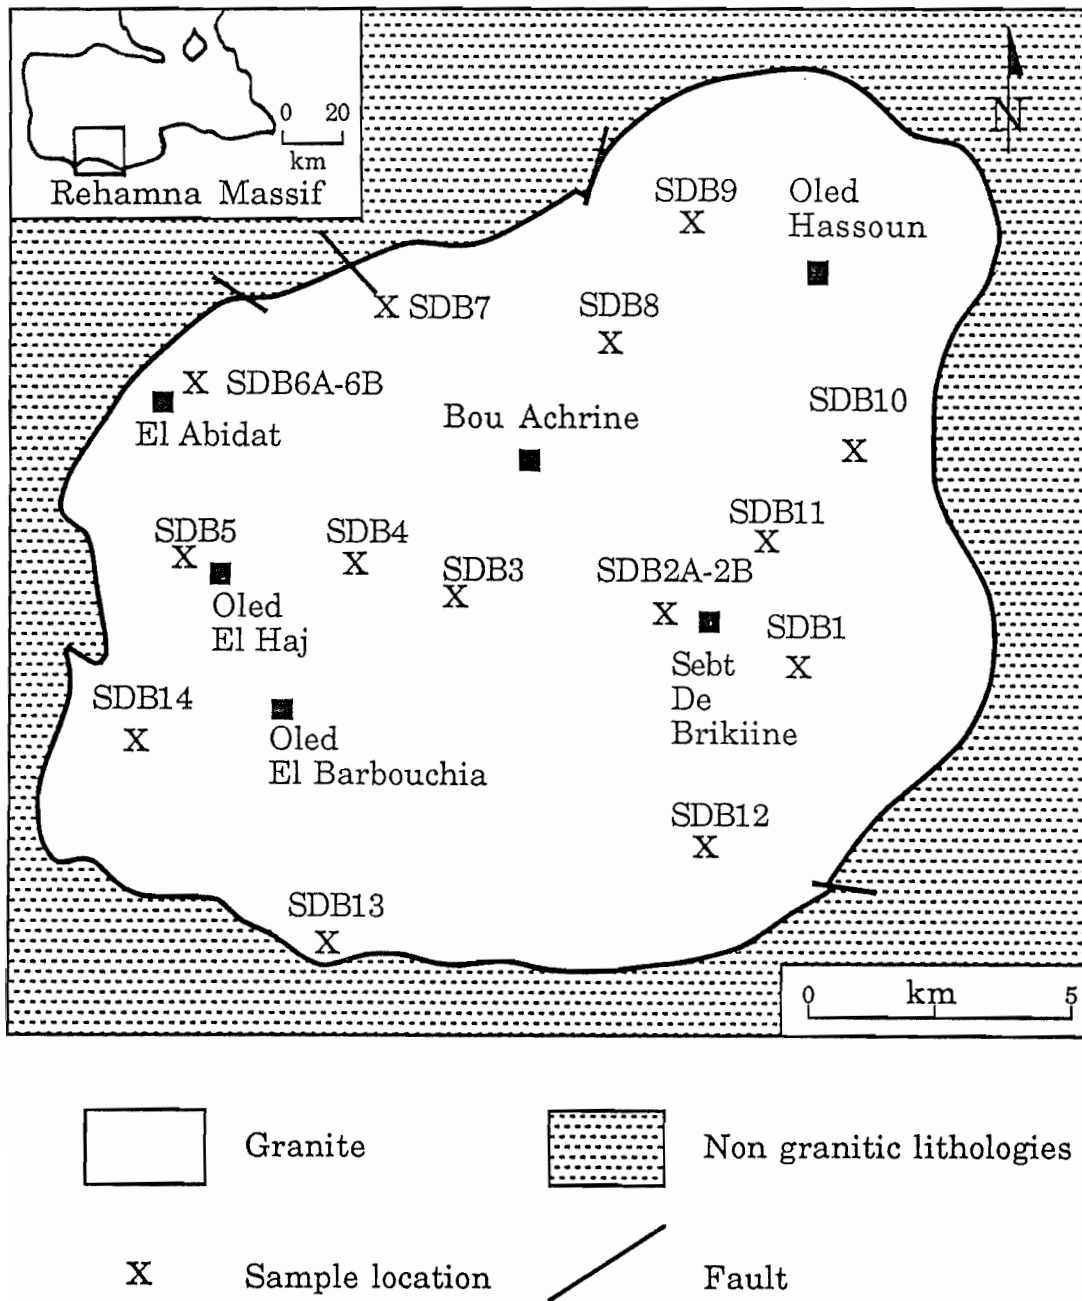 0 20
km
Rehamna Massif
N
SDB9
Oled
Hassoun
X
X SDB7
SDB8
X
X SDB6A-6B
El Abidat
Bou Achrine
SDB10
X
SDB11
X
SDB5
X
SDB4
X
SDB3
X
SDB2A-2B
X
Oled
El Haj
SDB1
X
Sebt
De
Brikiine
SDB14
X
Oled
El Barbouchia
SDB12
X
SDB13
X
0 km 5
Granite
Non granitic lithologies
X Sample location
Fault